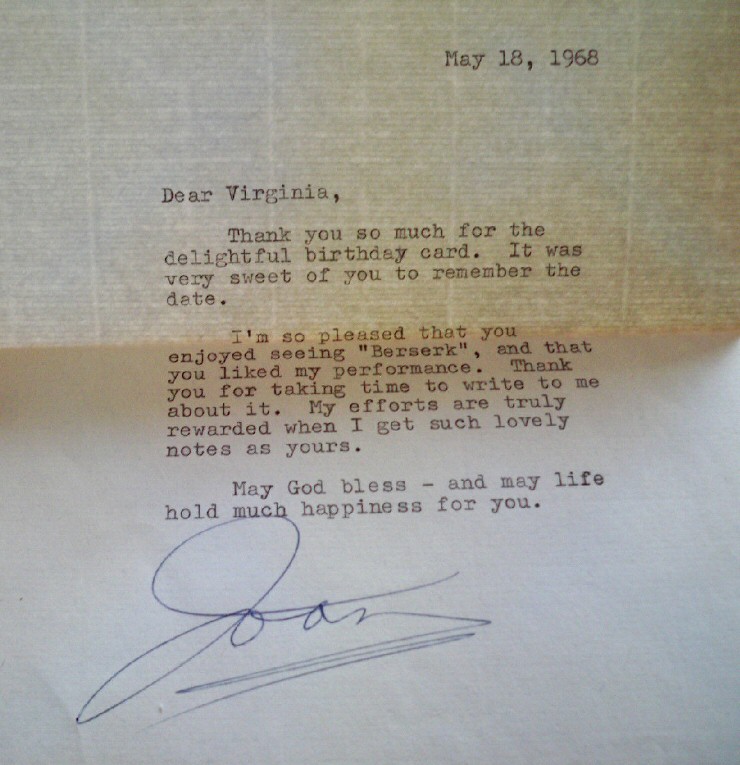 May 18, 1968
Dear Virginia,
Thank you so much for the
delightful birthday card. It was
very sweet of you to remember the
date.
I'm so pleased that you
enjoyed seeing "Berserk", and that
you liked my performance. Thank
you for taking time to write to me
about it. My efforts are truly
rewarded when I get such lovely
notes as yours.
May God bless - and may life
hold much happiness for you.
Joan